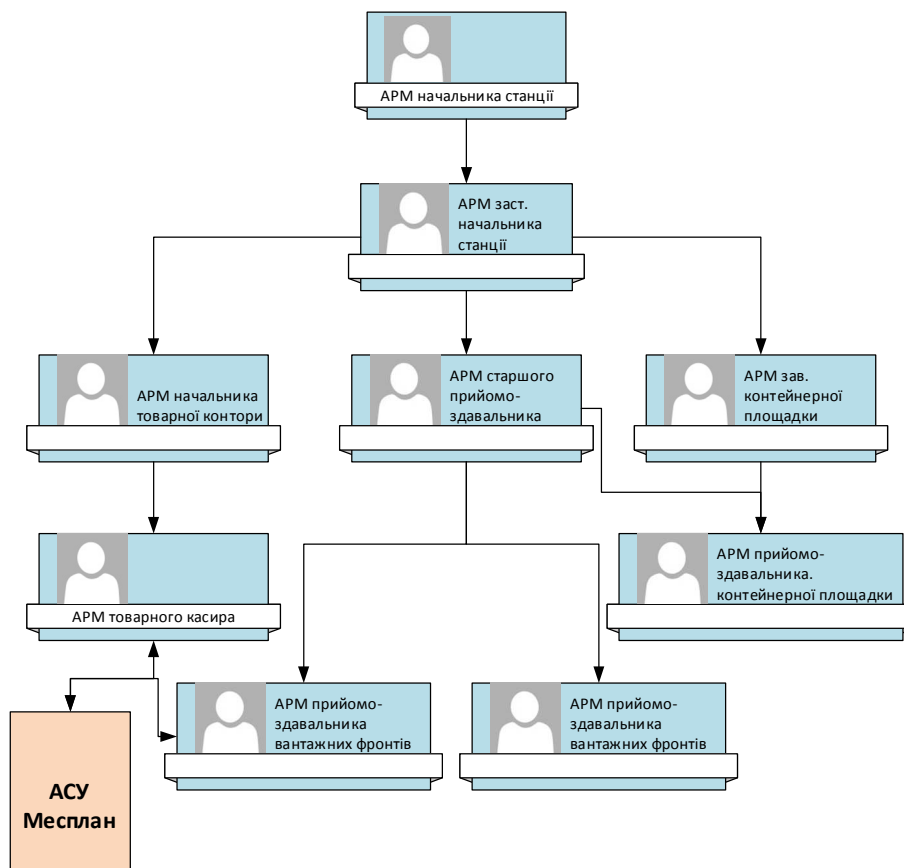 АРМ начальника станції
АРМ заст.
начальника
станції
АРМ начальника
товарної контори
АРМ старшого
прийомо-
здавальника
АРМ зав.
контейнерної
площадки
АРМ товарного касира
АРМ прийомо-
здавальника.
контейнерної площадки
АРМ прийомо-
здавальника
вантажних фронтів
АРМ прийомо-
здавальника
вантажних фронтів
АСУ
Месплан